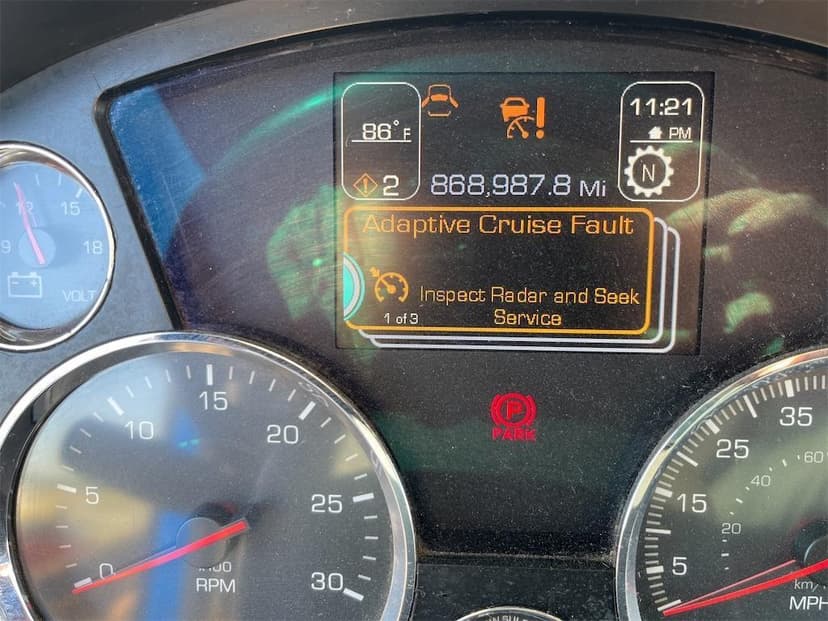 86°F
2
868,987.8 Mi
11:21
PM
N
Adaptive Cruise Fault
Inspect Radar and Seek
Service
1 of 3
9
12
15
18
VOLT
P
PARK
0
5
10
15
20
25
30
x100
RPM
5
15
25
35
20
40
60
km/
MPH